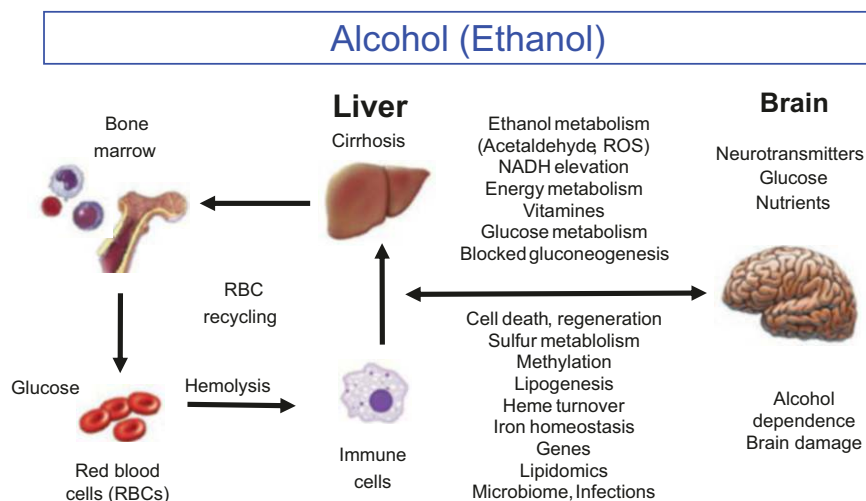 Alcohol (Ethanol)
Bone
marrow
Liver
Cirrhosis
Ethanol metabolism
(Acetaldehyde, ROS)
NADH elevation
Energy metabolism
Vitamines
Glucose metabolism
Blocked gluconeogenesis
Brain
Neurotransmitters
Glucose
Nutrients
RBC
recycling
Glucose
Hemolysis
Red blood
cells (RBCs)
Immune
cells
Cell death, regeneration
Sulfur metablolism
Methylation
Lipogenesis
Heme turnover
Iron homeostasis
Genes
Lipidomics
Microbiome, Infections
Alcohol
dependence
Brain damage